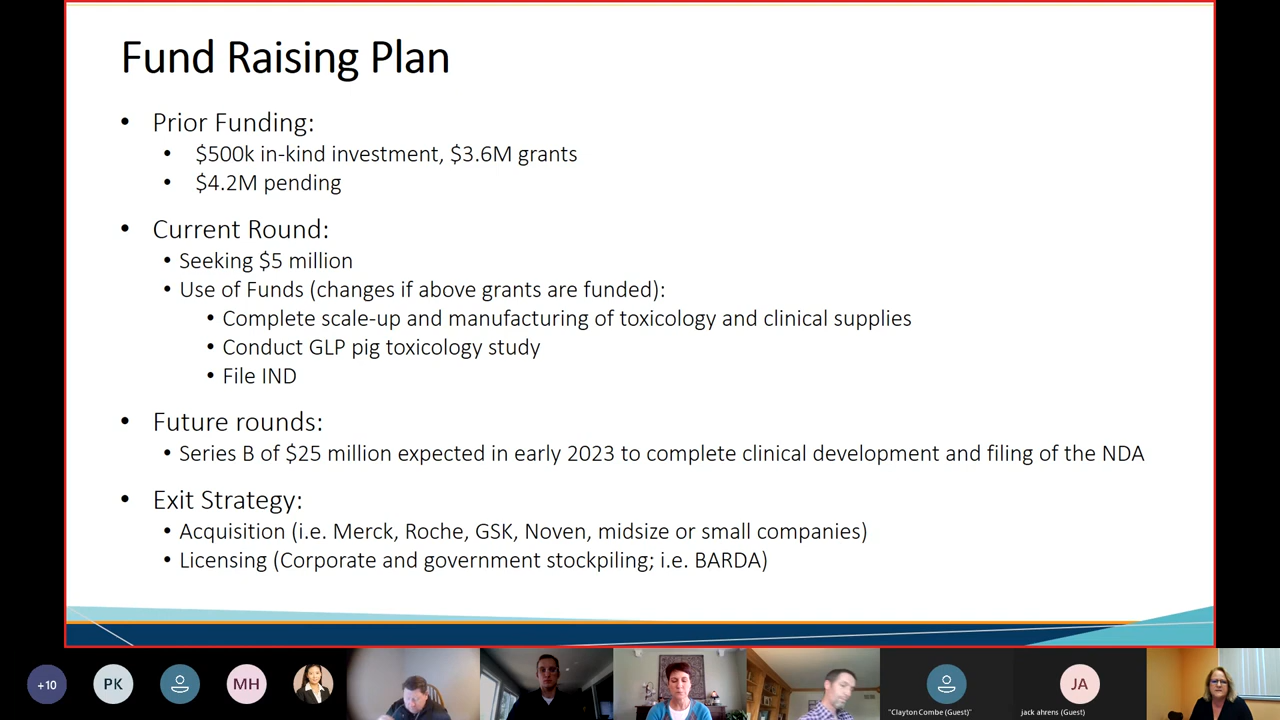 Fund Raising Plan
• Prior Funding:
• $500k in-kind investment, $3.6M grants
• $4.2M pending
• Current Round:
• Seeking $5 million
• Use of Funds (changes if above grants are funded):
• Complete scale-up and manufacturing of toxicology and clinical supplies
• Conduct GLP pig toxicology study
• File IND
• Future rounds:
• Series B of $25 million expected in early 2023 to complete clinical development and filing of the NDA
• Exit Strategy:
• Acquisition (i.e. Merck, Roche, GSK, Noven, midsize or small companies)
• Licensing (Corporate and government stockpiling; i.e. BARDA)
+10
PK
MH
JA
"Clayton Combe (Guest)"
jack ahrens (Guest)